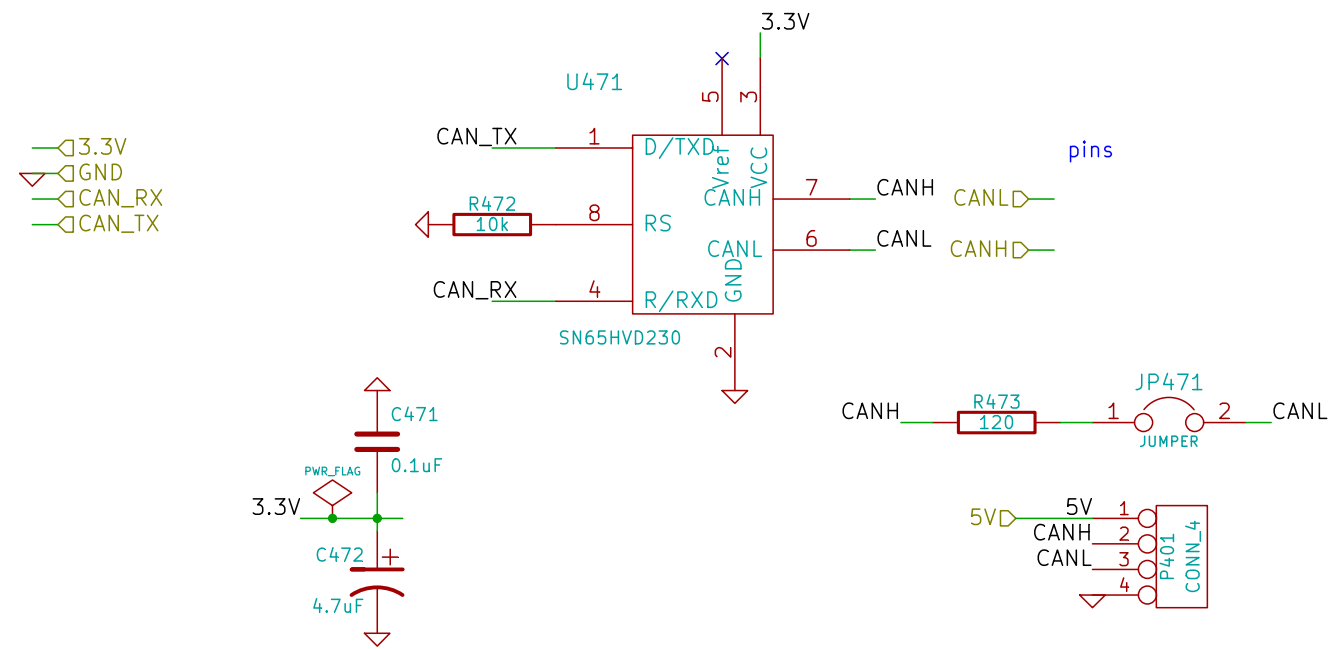 3.3V
U471
5
3
3.3V
GND
CAN_RX
CAN_TX
CAN_TX
1
D/TXD
Vref
VCC
pins
R472
10k
8
RS
CANH
7
CANH
CANL
CANL
6
CANL
CANH
CAN_RX
4
R/RXD
GND
SN65HVD230
2
C471
0.1uF
PWR_FLAG
3.3V
C472
+
4.7uF
CANH
R473
120
JP471
1
2
CANL
JUMPER
5V
5V
1
CANH
2
CANL
3
4
P401
CONN_4